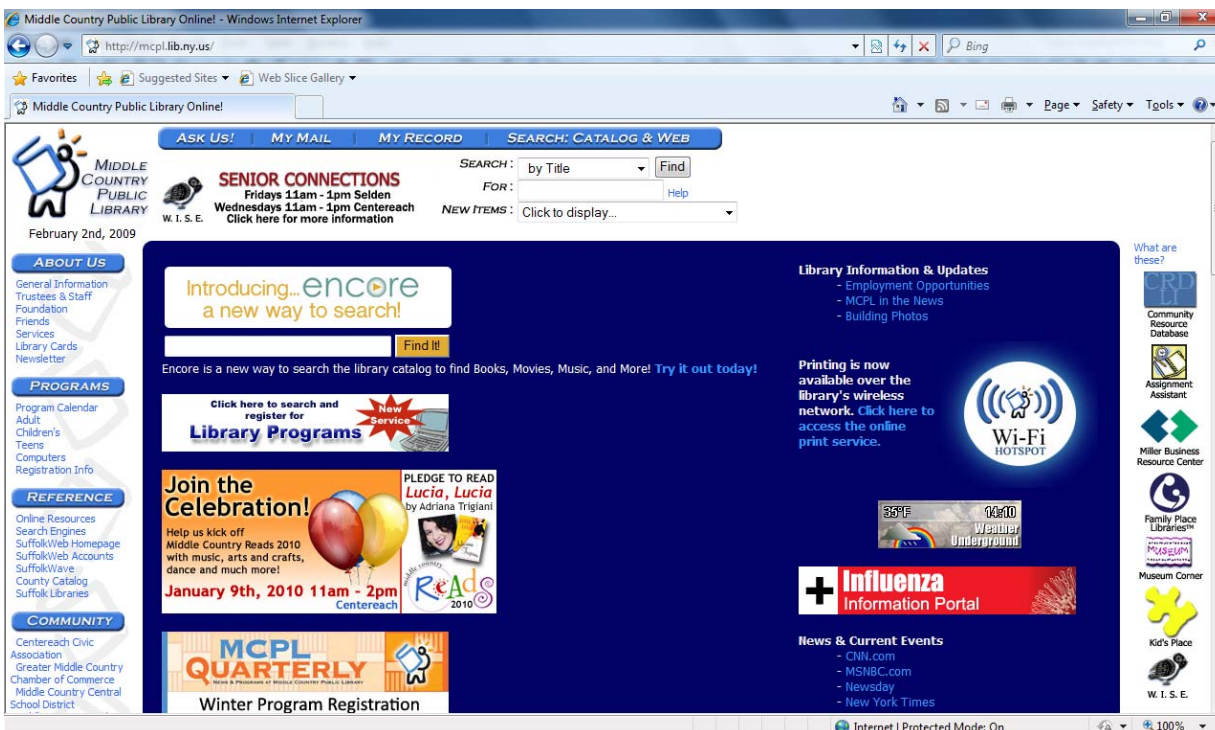 Middle Country Public Library Online! - Windows Internet Explorer
http://mcpl.lib.ny.us/
Bing
Favorites
Suggested Sites
Web Slice Gallery
Middle Country Public Library Online!
Page
Safety
Tools
MIDDLE
COUNTRY
PUBLIC
LIBRARY
February 2nd, 2009
ASK US! | MY MAIL | MY RECORD | SEARCH: CATALOG & WEB
W. I. S. E.
SENIOR CONNECTIONS
Fridays 11am - 1pm Selden
Wednesdays 11am - 1pm Centereach
Click here for more information
SEARCH: by Title Find
FOR: Help
NEW ITEMS: Click to display...
ABOUT US
General Information
Trustees & Staff
Foundation
Friends
Services
Library Cards
Newsletter
PROGRAMS
Program Calendar
Adult
Children's
Teens
Computers
Registration Info
REFERENCE
Online Resources
Search Engines
SuffolkWeb Homepage
SuffolkWeb Accounts
SuffolkWave
County Catalog
Suffolk Libraries
COMMUNITY
Centereach Civic
Association
Greater Middle Country
Chamber of Commerce
Middle Country Central
School District
Introducing... encore
a new way to search!
Find It!
Encore is a new way to search the library catalog to find Books, Movies, Music, and More! Try it out today!
Click here to search and
register for
Library Programs
New
Service
Join the
Celebration!
Help us kick off
Middle Country Reads 2010
with music, arts and crafts,
dance and much more!
January 9th, 2010 11am - 2pm
Centereach
PLEDGE TO READ
Lucia, Lucia
by Adriana Trigiani
middle country
ReAdS
2010
MCPL
QUARTERLY
NEWS & PROGRAMS AT MIDDLE COUNTRY PUBLIC LIBRARY
Winter Program Registration
Library Information & Updates
- Employment Opportunities
- MCPL in the News
- Building Photos
Printing is now
available over the
library's wireless
network. Click here to
access the online
print service.
Wi-Fi
HOTSPOT
35°F 14:10
Weather
Underground
Influenza
Information Portal
News & Current Events
- CNN.com
- MSNBC.com
- Newsday
- New York Times
What are
these?
CRD
LI
Community
Resource
Database
Assignment
Assistant
Miller Business
Resource Center
Family Place
Libraries™
MUSEUM
Museum Corner
Kid's Place
W. I. S. E.
Internet | Protected Mode: On
100%